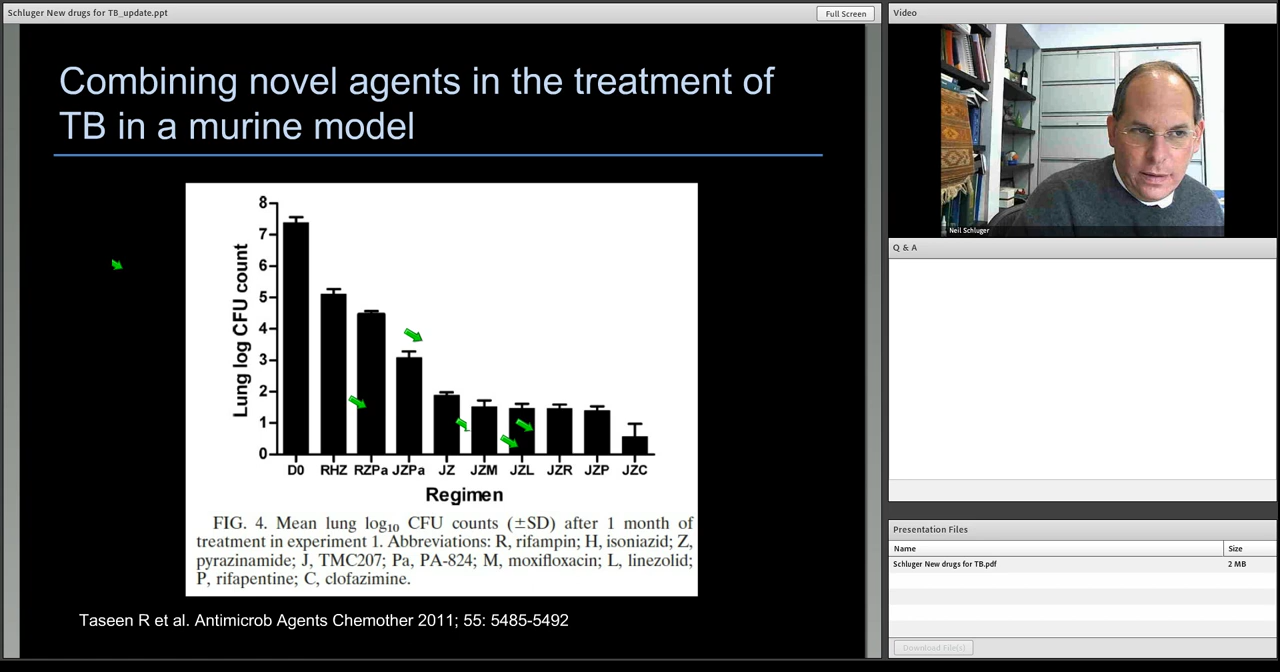 Schluger New drugs for TB_update.ppt
Full Screen
Combining novel agents in the treatment of
TB in a murine model
8
7
6
5
4
3
2
1
0
Lung log CFU count
D0 RHZ RZPa JZPa JZ JZM JZL JZR JZP JZC
Regimen
FIG. 4. Mean lung log10 CFU counts (±SD) after 1 month of
treatment in experiment 1. Abbreviations: R, rifampin; H, isoniazid; Z,
pyrazinamide; J, TMC207; Pa, PA-824; M, moxifloxacin; L, linezolid;
P, rifapentine; C, clofazimine.
Taseen R et al. Antimicrob Agents Chemother 2011; 55: 5485-5492
Video
Neil Schluger
Q & A
Presentation Files
Name Size
Schluger New drugs for TB.pdf 2 MB
Download File(s)